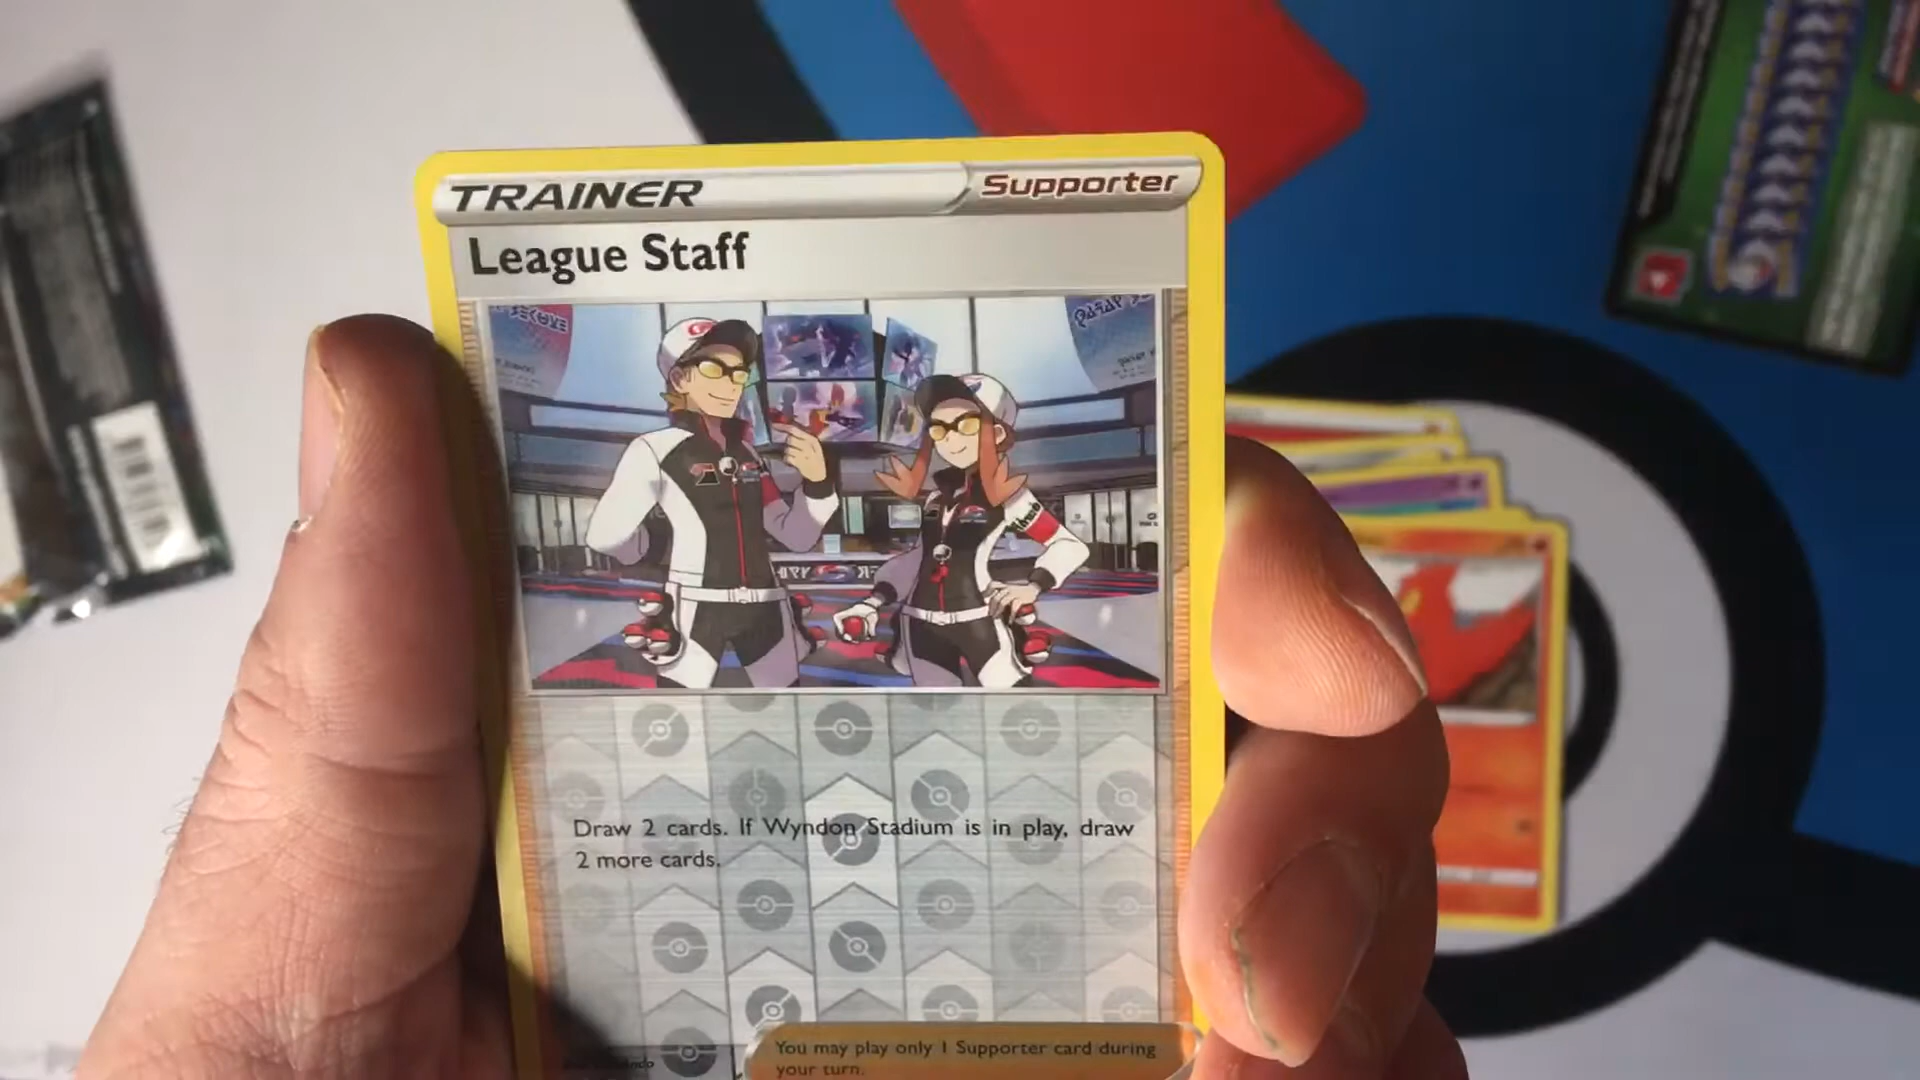 TRAINER
Supporter
League Staff
Draw 2 cards. If Wyndon Stadium is in play, draw
2 more cards.
You may play only 1 Supporter card during
your turn.